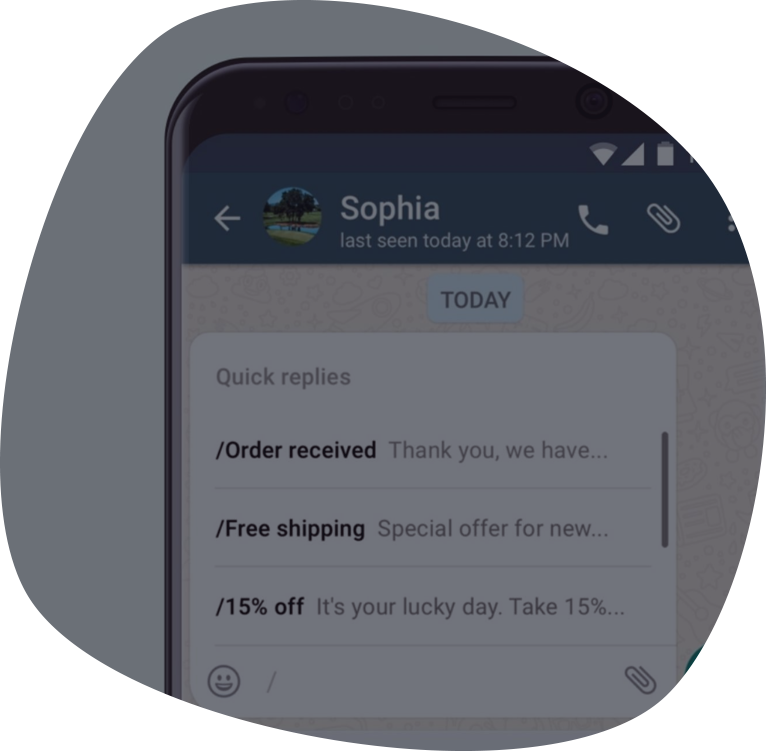 Sophia
last seen today at 8:12 PM
TODAY
Quick replies
/Order received Thank you, we have...
/Free shipping Special offer for new...
/15% off It's your lucky day. Take 15%...
/